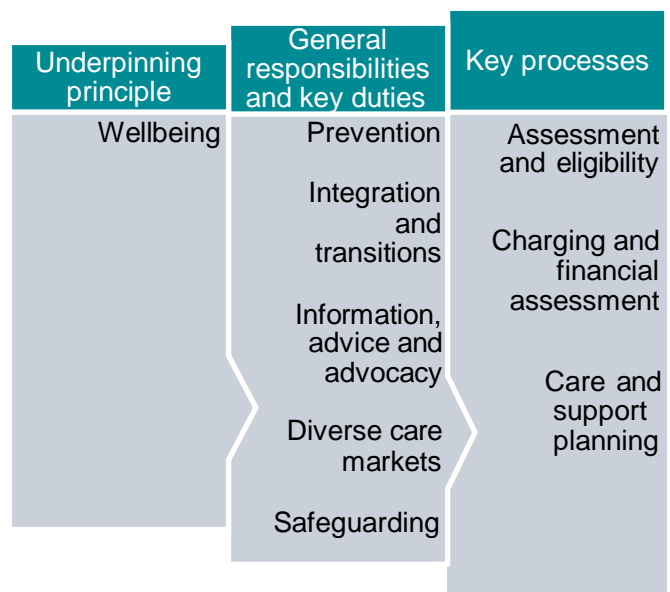 Underpinning
principle
Wellbeing
General
responsibilities
and key duties
Prevention
Integration
and
transitions
Information,
advice and
advocacy
Diverse care
markets
Safeguarding
Key processes
Assessment
and eligibility
Charging and
financial
assessment
Care and
support
planning